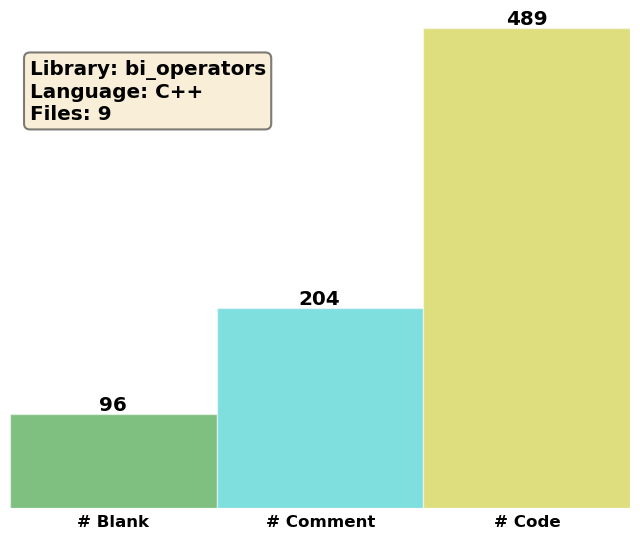 489
Library: bi_operators
Language: C++
Files: 9
204
96
# Blank
# Comment
# Code